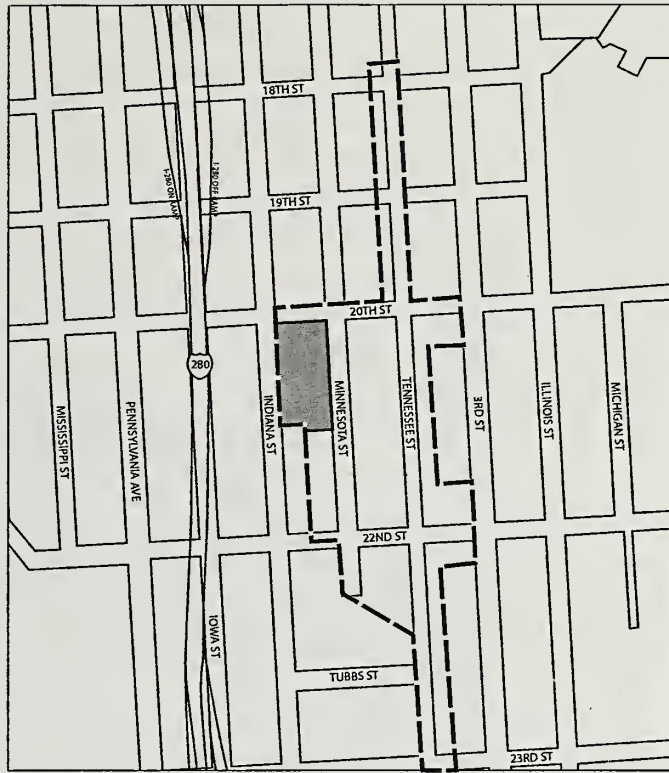 18TH ST
I-280 ON RAMP
I-280 OFF RAMP
19TH ST
20TH ST
280
MISSISSIPPI ST
PENNSYLVANIA AVE
INDIANA ST
MINNESOTA ST
TENNESSEE ST
3RD ST
ILLINOIS ST
MICHIGAN ST
22ND ST
IOWA ST
TUBBS ST
23RD ST